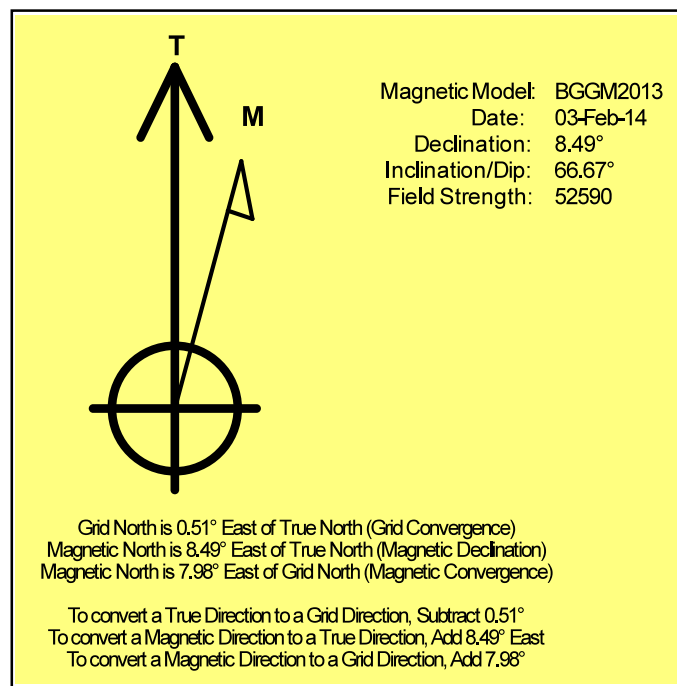 T
M
Magnetic Model: BGGM2013
Date: 03-Feb-14
Declination: 8.49°
Inclination/Dip: 66.67°
Field Strength: 52590
Grid North is 0.51° East of True North (Grid Convergence)
Magnetic North is 8.49° East of True North (Magnetic Declination)
Magnetic North is 7.98° East of Grid North (Magnetic Convergence)
To convert a True Direction to a Grid Direction, Subtract 0.51°
To convert a Magnetic Direction to a True Direction, Add 8.49° East
To convert a Magnetic Direction to a Grid Direction, Add 7.98°